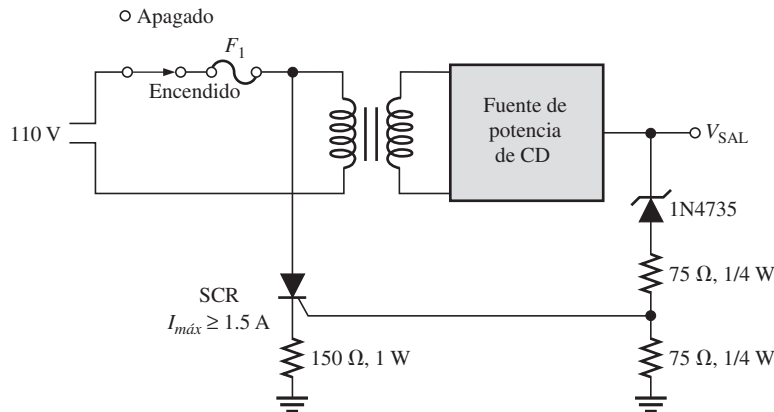 Apagado
F1
Encendido
110 V
Fuente de
potencia
de CD
VSAL
1N4735
75 Ω, 1/4 W
SCR
Imáx ≥ 1.5 A
150 Ω, 1 W
75 Ω, 1/4 W